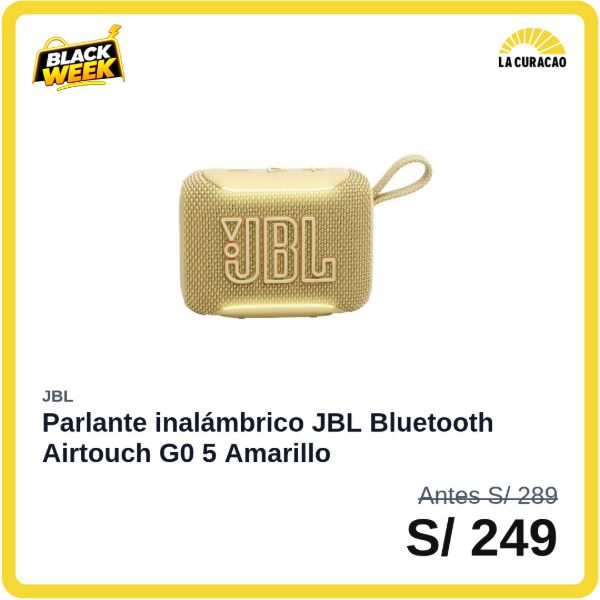 BLACK
WEEK
LA CURACAO
JBL
JBL
Parlante inalámbrico JBL Bluetooth
Airtouch G0 5 Amarillo
Antes S/ 289
S/ 249